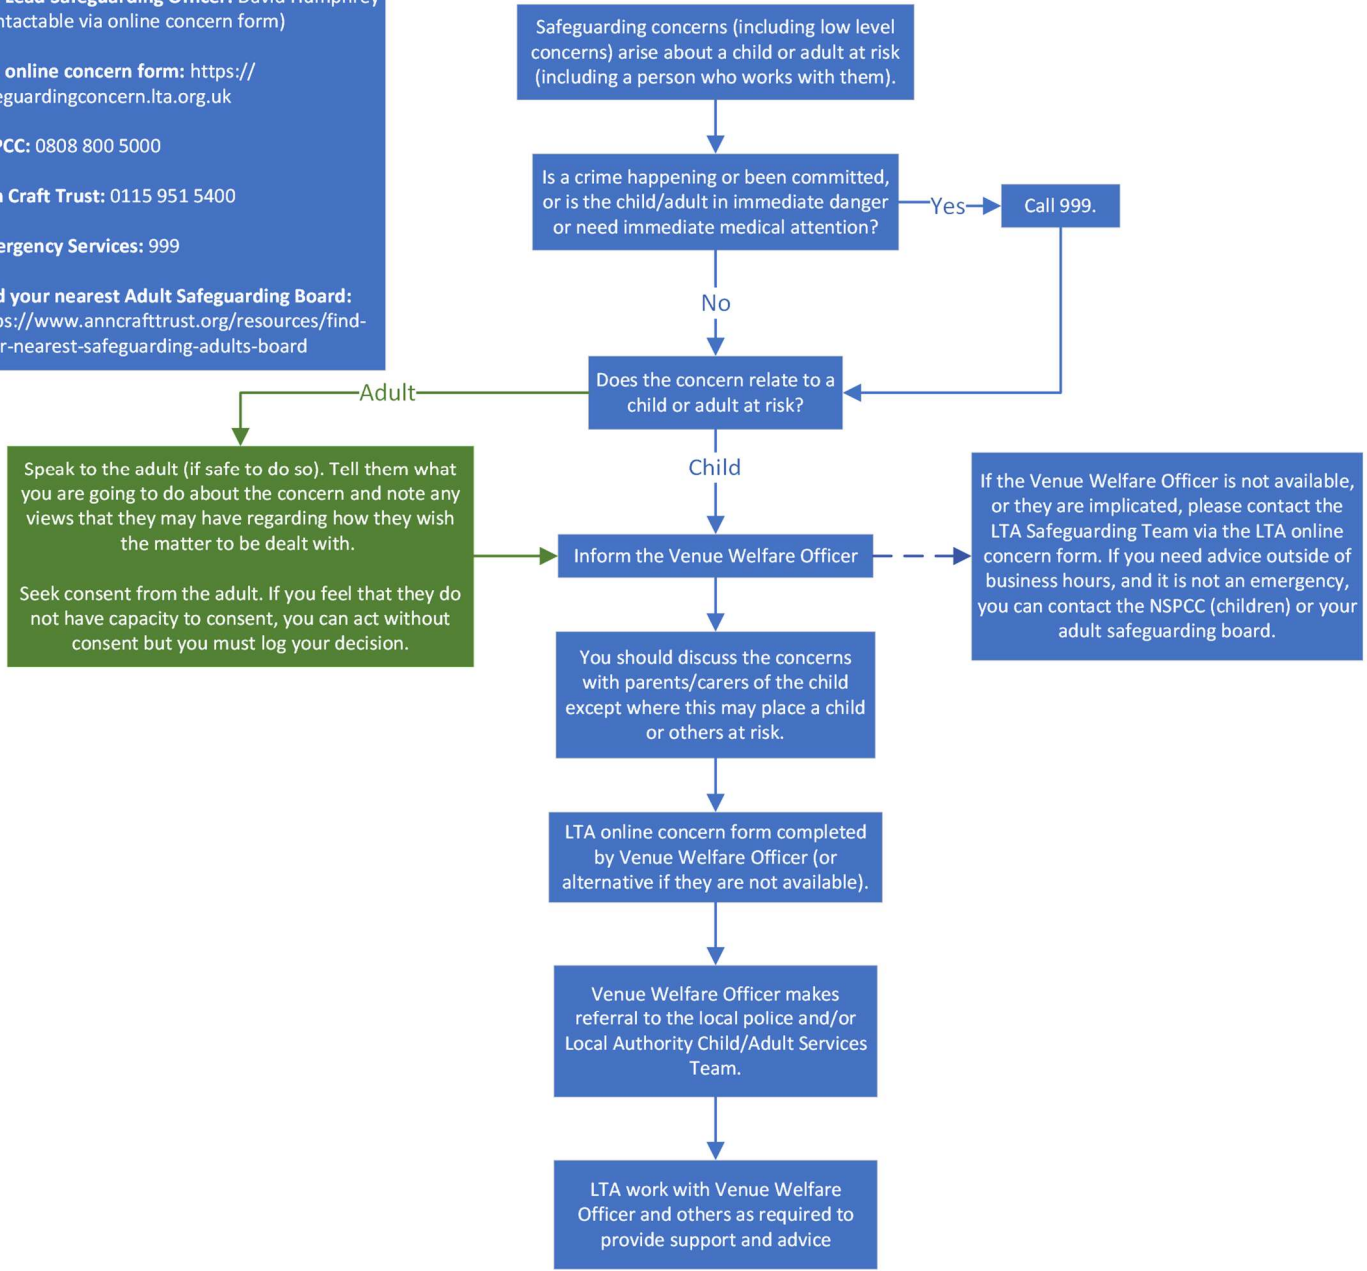 Lead Safeguarding Officer: David Humphrey
ntactable via online concern form)
online concern form: https://
eguardingconcern.lta.org.uk
PCC: 0808 800 5000
n Craft Trust: 0115 951 5400
ergency Services: 999
d your nearest Adult Safeguarding Board:
ps://www.anncrafttrust.org/resources/find-
r-nearest-safeguarding-adults-board
Safeguarding concerns (including low level
concerns) arise about a child or adult at risk
(including a person who works with them).
Is a crime happening or been committed,
or is the child/adult in immediate danger
or need immediate medical attention?
Yes
Call 999.
No
Does the concern relate to a
child or adult at risk?
Adult
Child
Speak to the adult (if safe to do so). Tell them what
you are going to do about the concern and note any
views that they may have regarding how they wish
the matter to be dealt with.
Seek consent from the adult. If you feel that they do
not have capacity to consent, you can act without
consent but you must log your decision.
Inform the Venue Welfare Officer
If the Venue Welfare Officer is not available,
or they are implicated, please contact the
LTA Safeguarding Team via the LTA online
concern form. If you need advice outside of
business hours, and it is not an emergency,
you can contact the NSPCC (children) or your
adult safeguarding board.
You should discuss the concerns
with parents/carers of the child
except where this may place a child
or others at risk.
LTA online concern form completed
by Venue Welfare Officer (or
alternative if they are not available).
Venue Welfare Officer makes
referral to the local police and/or
Local Authority Child/Adult Services
Team.
LTA work with Venue Welfare
Officer and others as required to
provide support and advice